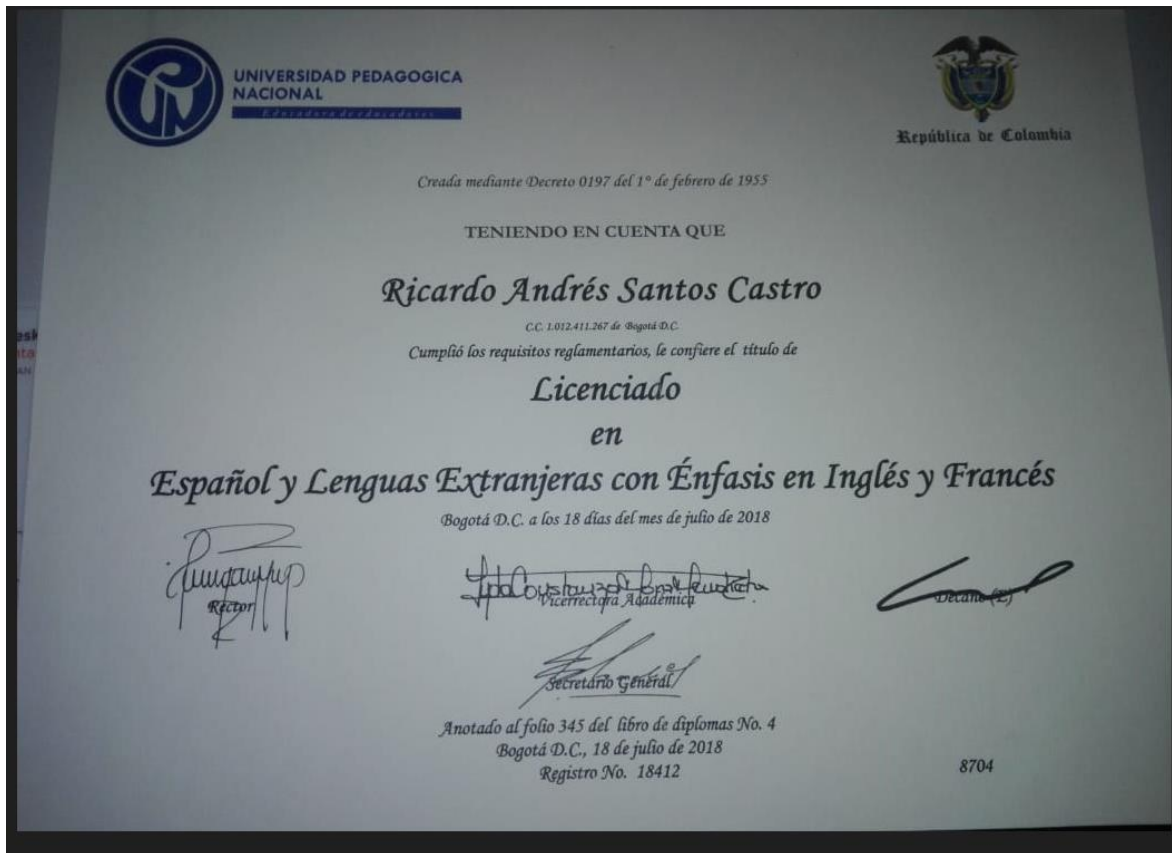 UNIVERSIDAD PEDAGOGICA
NACIONAL
Educadora de educadores
República de Colombia
Creada mediante Decreto 0197 del 1º de febrero de 1955
TENIENDO EN CUENTA QUE
Ricardo Andrés Santos Castro
C.C. 1.012.411.267 de Bogotá D.C.
Cumplió los requisitos reglamentarios, le confiere el título de
Licenciado
en
Español y Lenguas Extranjeras con Énfasis en Inglés y Francés
Bogotá D.C. a los 18 días del mes de julio de 2018
Rector
Vicerrectora Académica
Decano (E)
Secretario General
Anotado al folio 345 del libro de diplomas No. 4
Bogotá D.C., 18 de julio de 2018
Registro No. 18412
8704